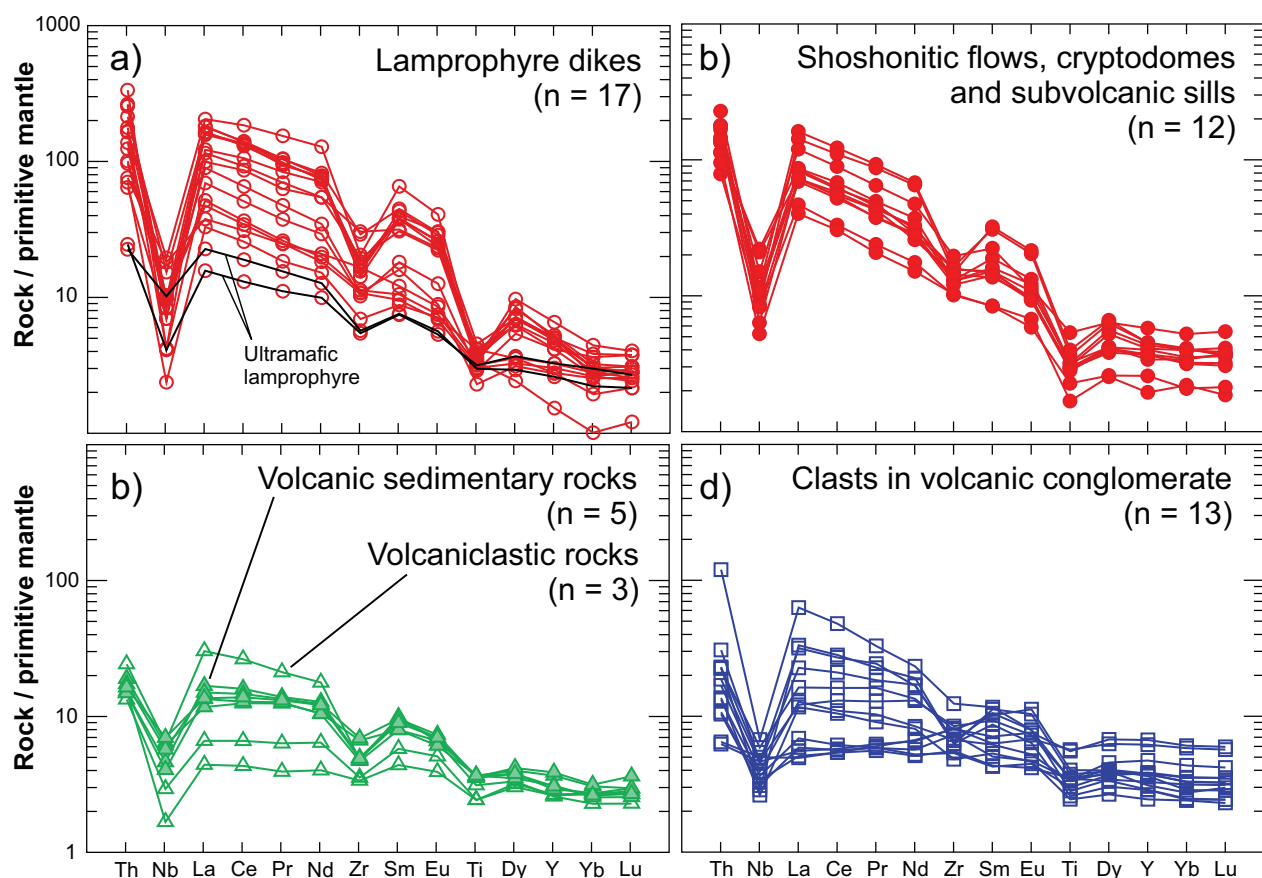 1000
100
10
Rock / primitive mantle
a)
Lamprophyre dikes
(n = 17)
Ultramafic
lamprophyre
b)
Shoshonitic flows, cryptodomes
and subvolcanic sills
(n = 12)
100
10
1
Rock / primitive mantle
b)
Volcanic sedimentary rocks
(n = 5)
Volcaniclastic rocks
(n = 3)
Th Nb La Ce Pr Nd Zr Sm Eu Ti Dy Y Yb Lu
d)
Clasts in volcanic conglomerate
(n = 13)
Th Nb La Ce Pr Nd Zr Sm Eu Ti Dy Y Yb Lu